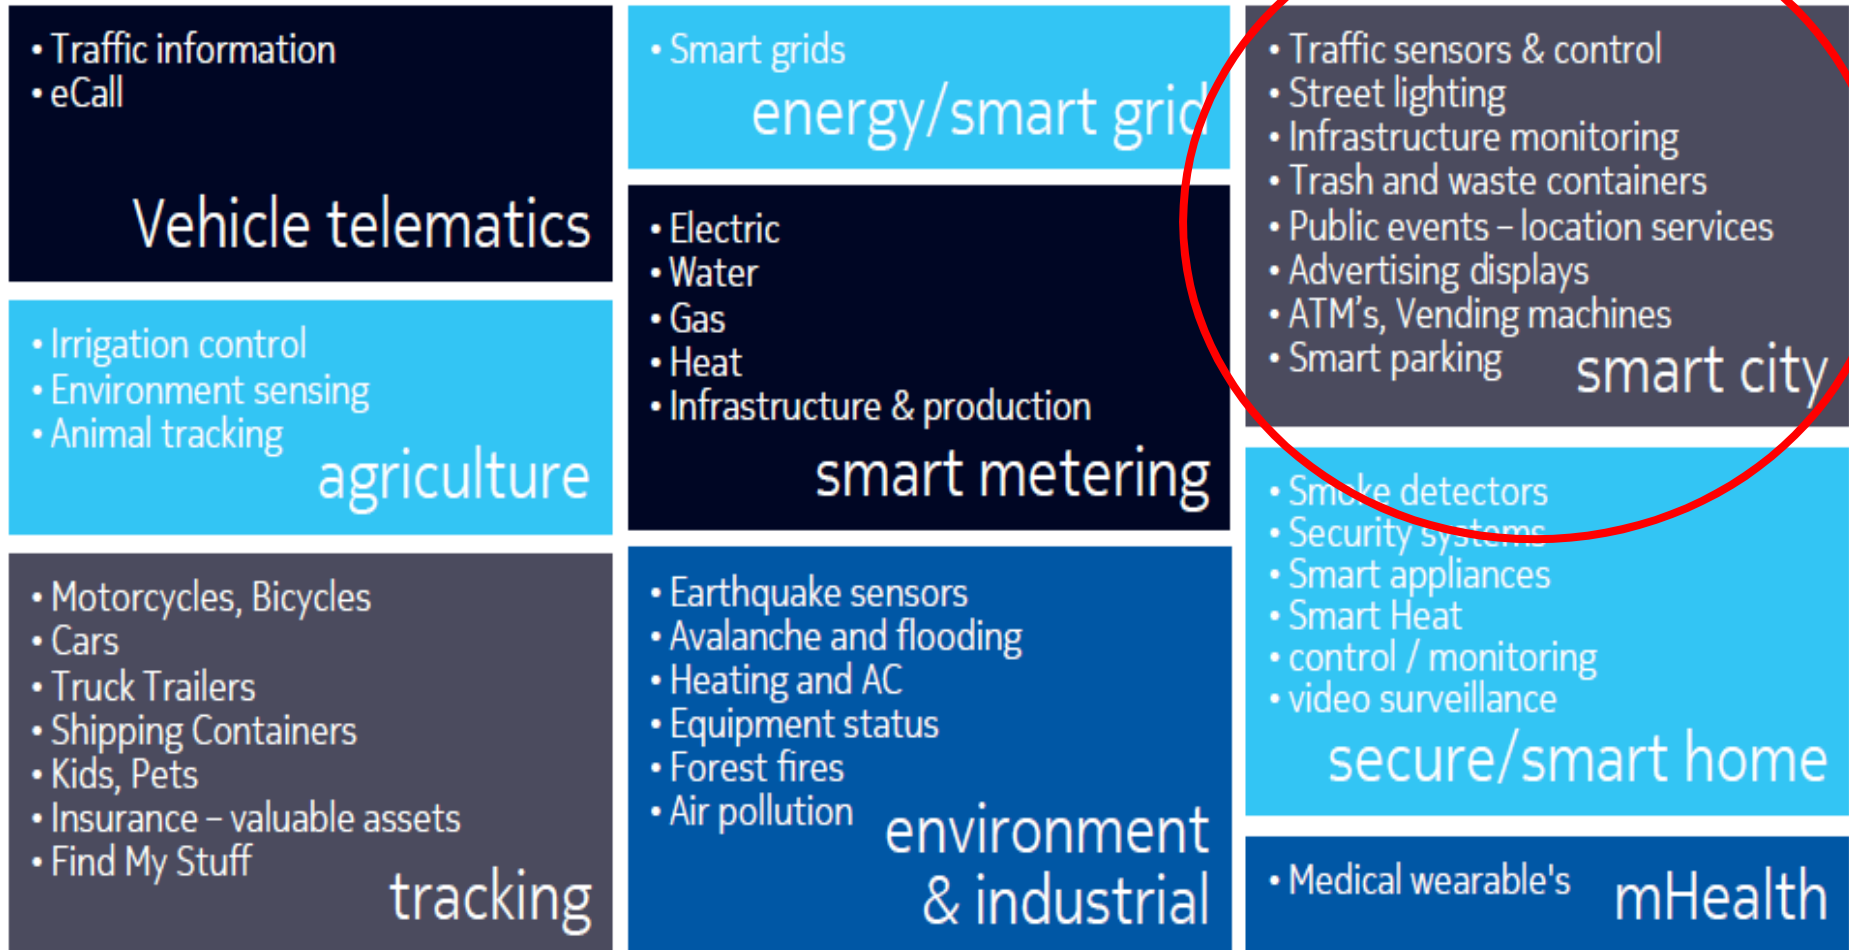 • Traffic information
• eCall
Vehicle telematics
• Irrigation control
• Environment sensing
• Animal tracking
agriculture
• Motorcycles, Bicycles
• Cars
• Truck Trailers
• Shipping Containers
• Kids, Pets
• Insurance – valuable assets
• Find My Stuff
tracking
• Smart grids
energy/smart grid
• Electric
• Water
• Gas
• Heat
• Infrastructure & production
smart metering
• Earthquake sensors
• Avalanche and flooding
• Heating and AC
• Equipment status
• Forest fires
• Air pollution
environment
& industrial
• Traffic sensors & control
• Street lighting
• Infrastructure monitoring
• Trash and waste containers
• Public events – location services
• Advertising displays
• ATM’s, Vending machines
• Smart parking
smart city
• Smoke detectors
• Security systems
• Smart appliances
• Smart Heat
• control / monitoring
• video surveillance
secure/smart home
• Medical wearable's
mHealth